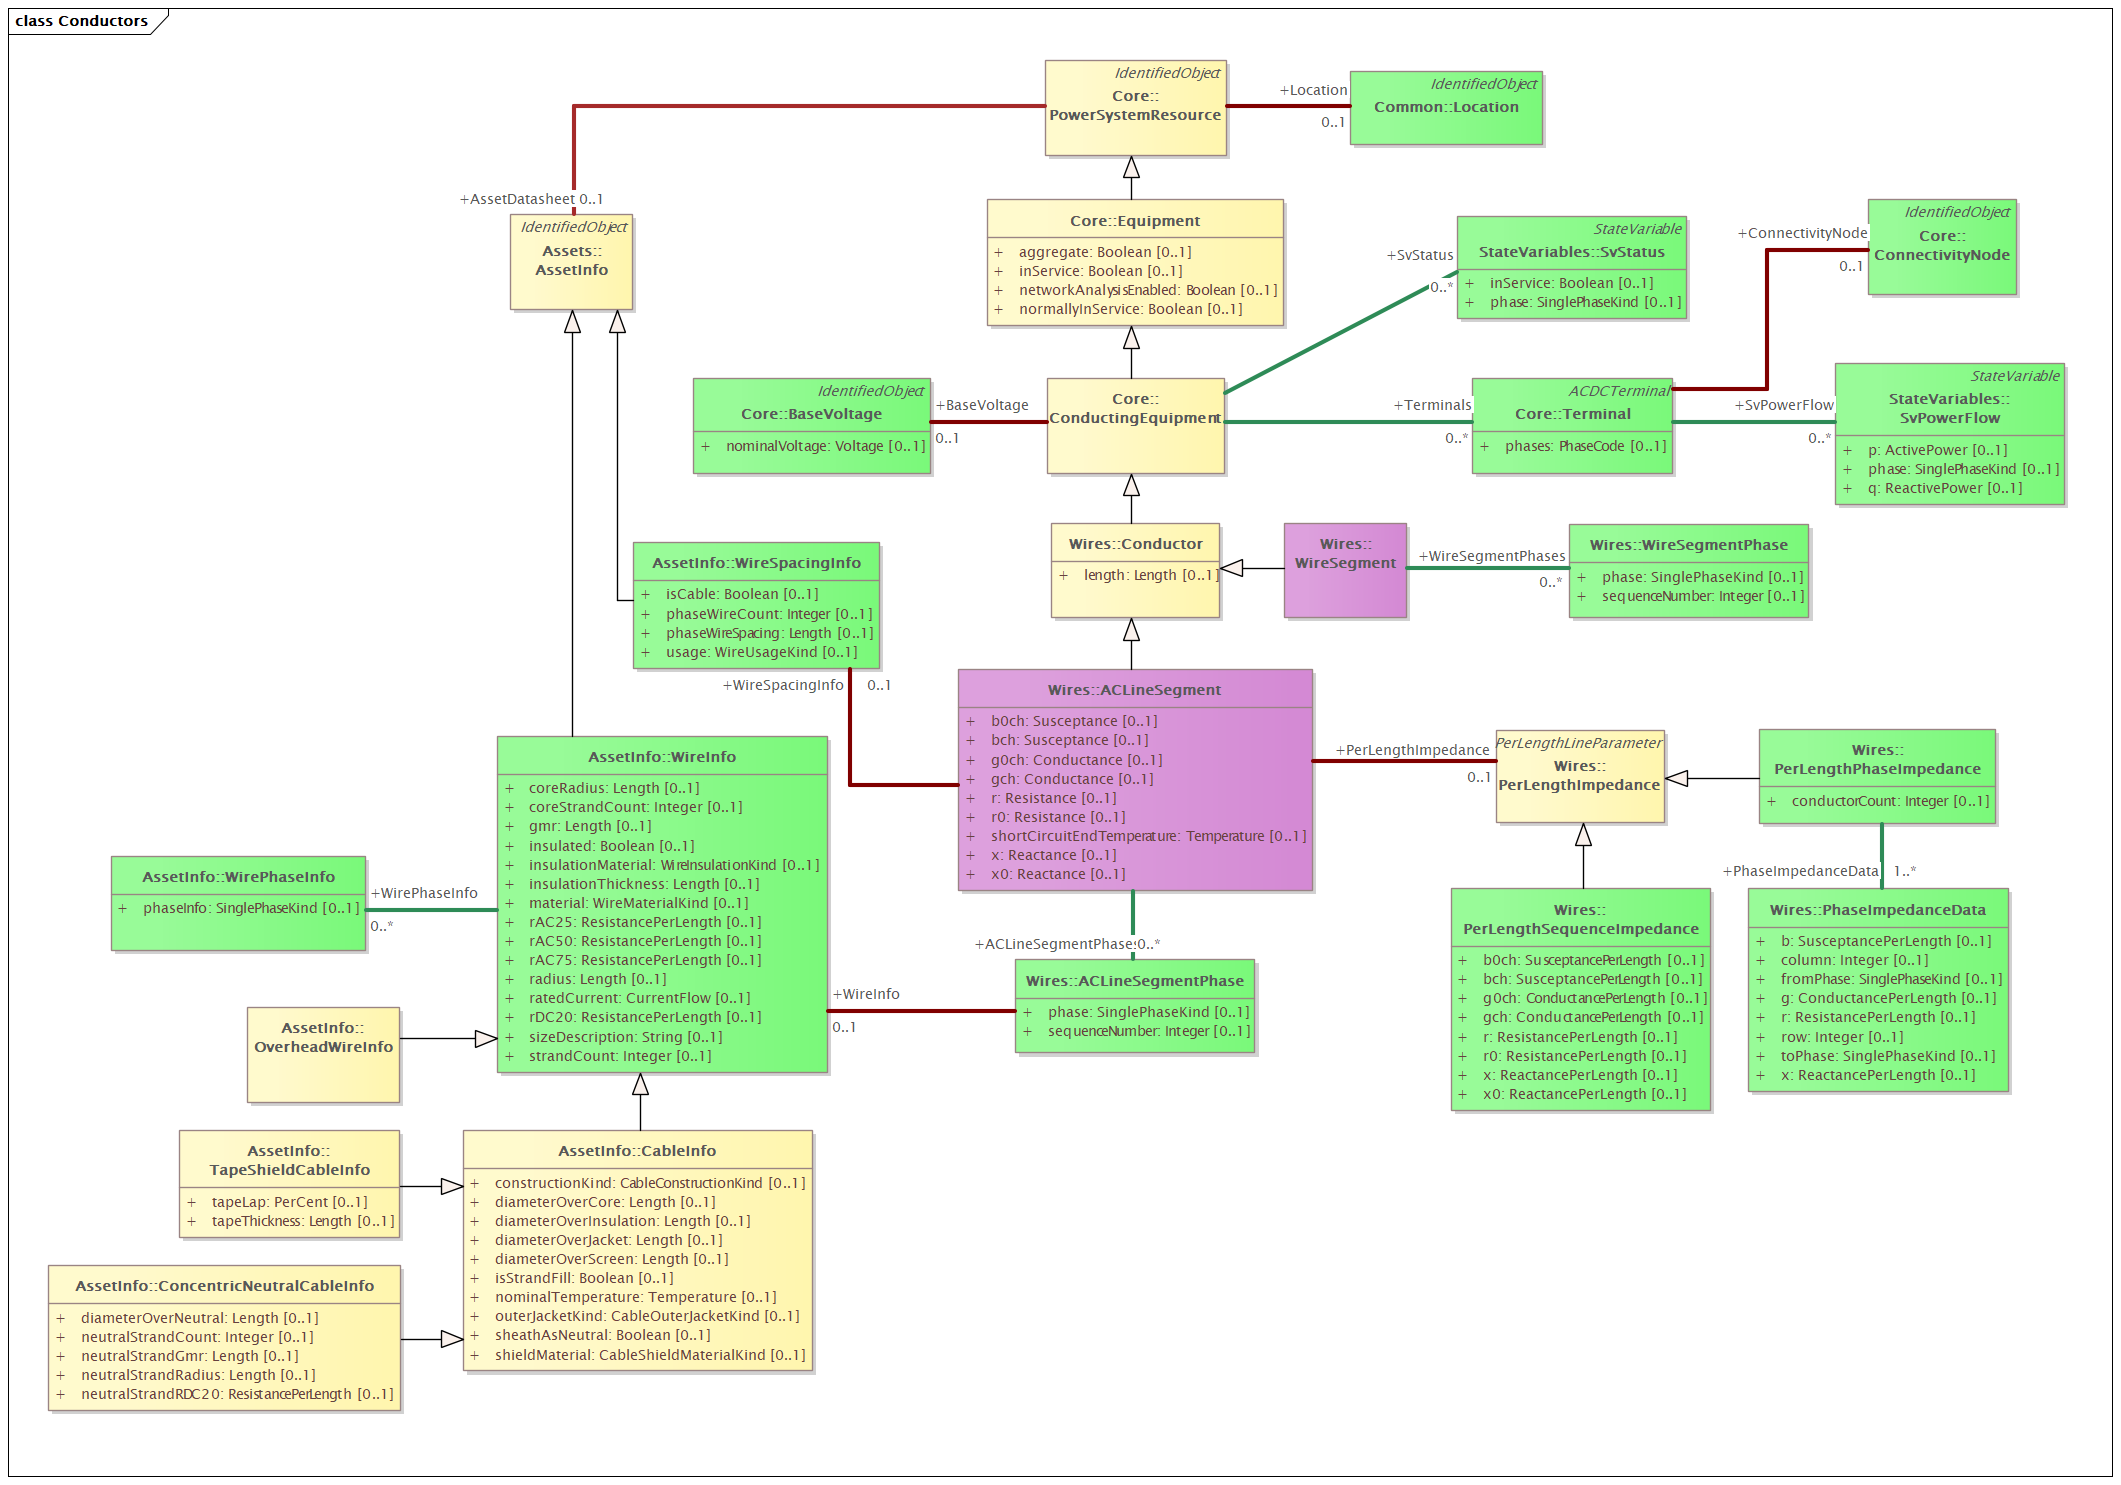 class Conductors
IdentifiedObject
Core::
PowerSystemResource
+Location
0..1
IdentifiedObject
Common::Location
+AssetDatasheet 0..1
IdentifiedObject
Assets::
AssetInfo
Core::Equipment
+ aggregate: Boolean [0..1]
+ inService: Boolean [0..1]
+ networkAnalysisEnabled: Boolean [0..1]
+ normallyInService: Boolean [0..1]
+SvStatus
0..*
StateVariable
StateVariables::SvStatus
+ inService: Boolean [0..1]
+ phase: SinglePhaseKind [0..1]
+ConnectivityNode
0..1
IdentifiedObject
Core::
ConnectivityNode
IdentifiedObject
Core::BaseVoltage
+ nominalVoltage: Voltage [0..1]
+BaseVoltage
0..1
Core::
ConductingEquipment
+Terminals
0..*
ACDCTerminal
Core::Terminal
+ phases: PhaseCode [0..1]
+SvPowerFlow
0..*
StateVariable
StateVariables::
SvPowerFlow
+ p: ActivePower [0..1]
+ phase: SinglePhaseKind [0..1]
+ q: ReactivePower [0..1]
AssetInfo::WireSpacingInfo
+ isCable: Boolean [0..1]
+ phaseWireCount: Integer [0..1]
+ phaseWireSpacing: Length [0..1]
+ usage: WireUsageKind [0..1]
+WireSpacingInfo 0..1
Wires::Conductor
+ length: Length [0..1]
Wires::
WireSegment
+WireSegmentPhases
0..*
Wires::WireSegmentPhase
+ phase: SinglePhaseKind [0..1]
+ sequenceNumber: Integer [0..1]
Wires::ACLineSegment
+ b0ch: Susceptance [0..1]
+ bch: Susceptance [0..1]
+ g0ch: Conductance [0..1]
+ gch: Conductance [0..1]
+ r: Resistance [0..1]
+ r0: Resistance [0..1]
+ shortCircuitEndTemperature: Temperature [0..1]
+ x: Reactance [0..1]
+ x0: Reactance [0..1]
+PerLengthImpedance
0..1
PerLengthLineParameter
Wires::
PerLengthImpedance
Wires::
PerLengthPhaseImpedance
+ conductorCount: Integer [0..1]
+PhaseImpedanceData 1..*
AssetInfo::WireInfo
+ coreRadius: Length [0..1]
+ coreStrandCount: Integer [0..1]
+ gmr: Length [0..1]
+ insulated: Boolean [0..1]
+ insulationMaterial: WireInsulationKind [0..1]
+ insulationThickness: Length [0..1]
+ material: WireMaterialKind [0..1]
+ rAC25: ResistancePerLength [0..1]
+ rAC50: ResistancePerLength [0..1]
+ rAC75: ResistancePerLength [0..1]
+ radius: Length [0..1]
+ ratedCurrent: CurrentFlow [0..1]
+ rDC20: ResistancePerLength [0..1]
+ sizeDescription: String [0..1]
+ strandCount: Integer [0..1]
AssetInfo::WirePhaseInfo
+ phaseInfo: SinglePhaseKind [0..1]
+WirePhaseInfo
0..*
+ACLineSegmentPhases 0..*
+WireInfo
0..1
Wires::ACLineSegmentPhase
+ phase: SinglePhaseKind [0..1]
+ sequenceNumber: Integer [0..1]
Wires::
PerLengthSequenceImpedance
+ b0ch: SusceptancePerLength [0..1]
+ bch: SusceptancePerLength [0..1]
+ g0ch: ConductancePerLength [0..1]
+ gch: ConductancePerLength [0..1]
+ r: ResistancePerLength [0..1]
+ r0: ResistancePerLength [0..1]
+ x: ReactancePerLength [0..1]
+ x0: ReactancePerLength [0..1]
Wires::PhaseImpedanceData
+ b: SusceptancePerLength [0..1]
+ column: Integer [0..1]
+ fromPhase: SinglePhaseKind [0..1]
+ g: ConductancePerLength [0..1]
+ r: ResistancePerLength [0..1]
+ row: Integer [0..1]
+ toPhase: SinglePhaseKind [0..1]
+ x: ReactancePerLength [0..1]
AssetInfo::
OverheadWireInfo
AssetInfo::
TapeShieldCableInfo
+ tapeLap: PerCent [0..1]
+ tapeThickness: Length [0..1]
AssetInfo::CableInfo
+ constructionKind: CableConstructionKind [0..1]
+ diameterOverCore: Length [0..1]
+ diameterOverInsulation: Length [0..1]
+ diameterOverJacket: Length [0..1]
+ diameterOverScreen: Length [0..1]
+ isStrandFill: Boolean [0..1]
+ nominalTemperature: Temperature [0..1]
+ outerJacketKind: CableOuterJacketKind [0..1]
+ sheathAsNeutral: Boolean [0..1]
+ shieldMaterial: CableShieldMaterialKind [0..1]
AssetInfo::ConcentricNeutralCableInfo
+ diameterOverNeutral: Length [0..1]
+ neutralStrandCount: Integer [0..1]
+ neutralStrandGmr: Length [0..1]
+ neutralStrandRadius: Length [0..1]
+ neutralStrandRDC20: ResistancePerLength [0..1]